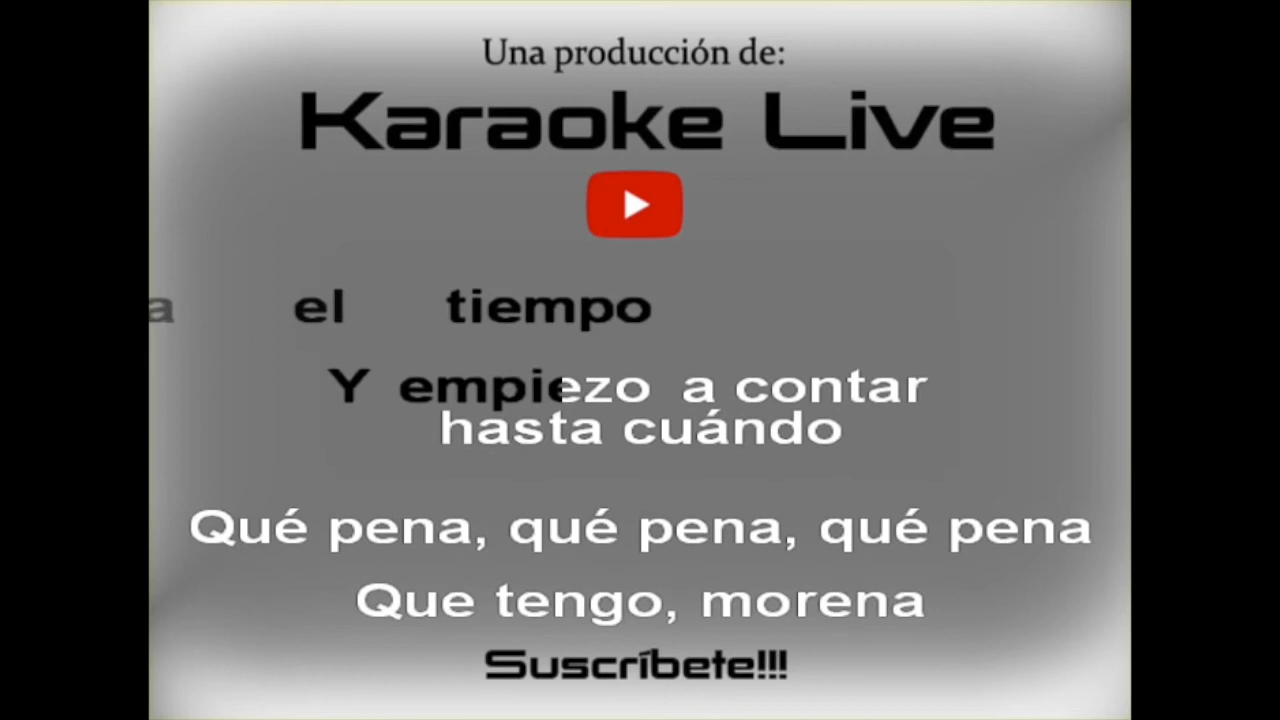 Una producción de:
Karaoke Live
a el tiempo
Y empiezo a contar
hasta cuándo
Qué pena, qué pena, qué pena
Que tengo, morena
Suscríbete!!!